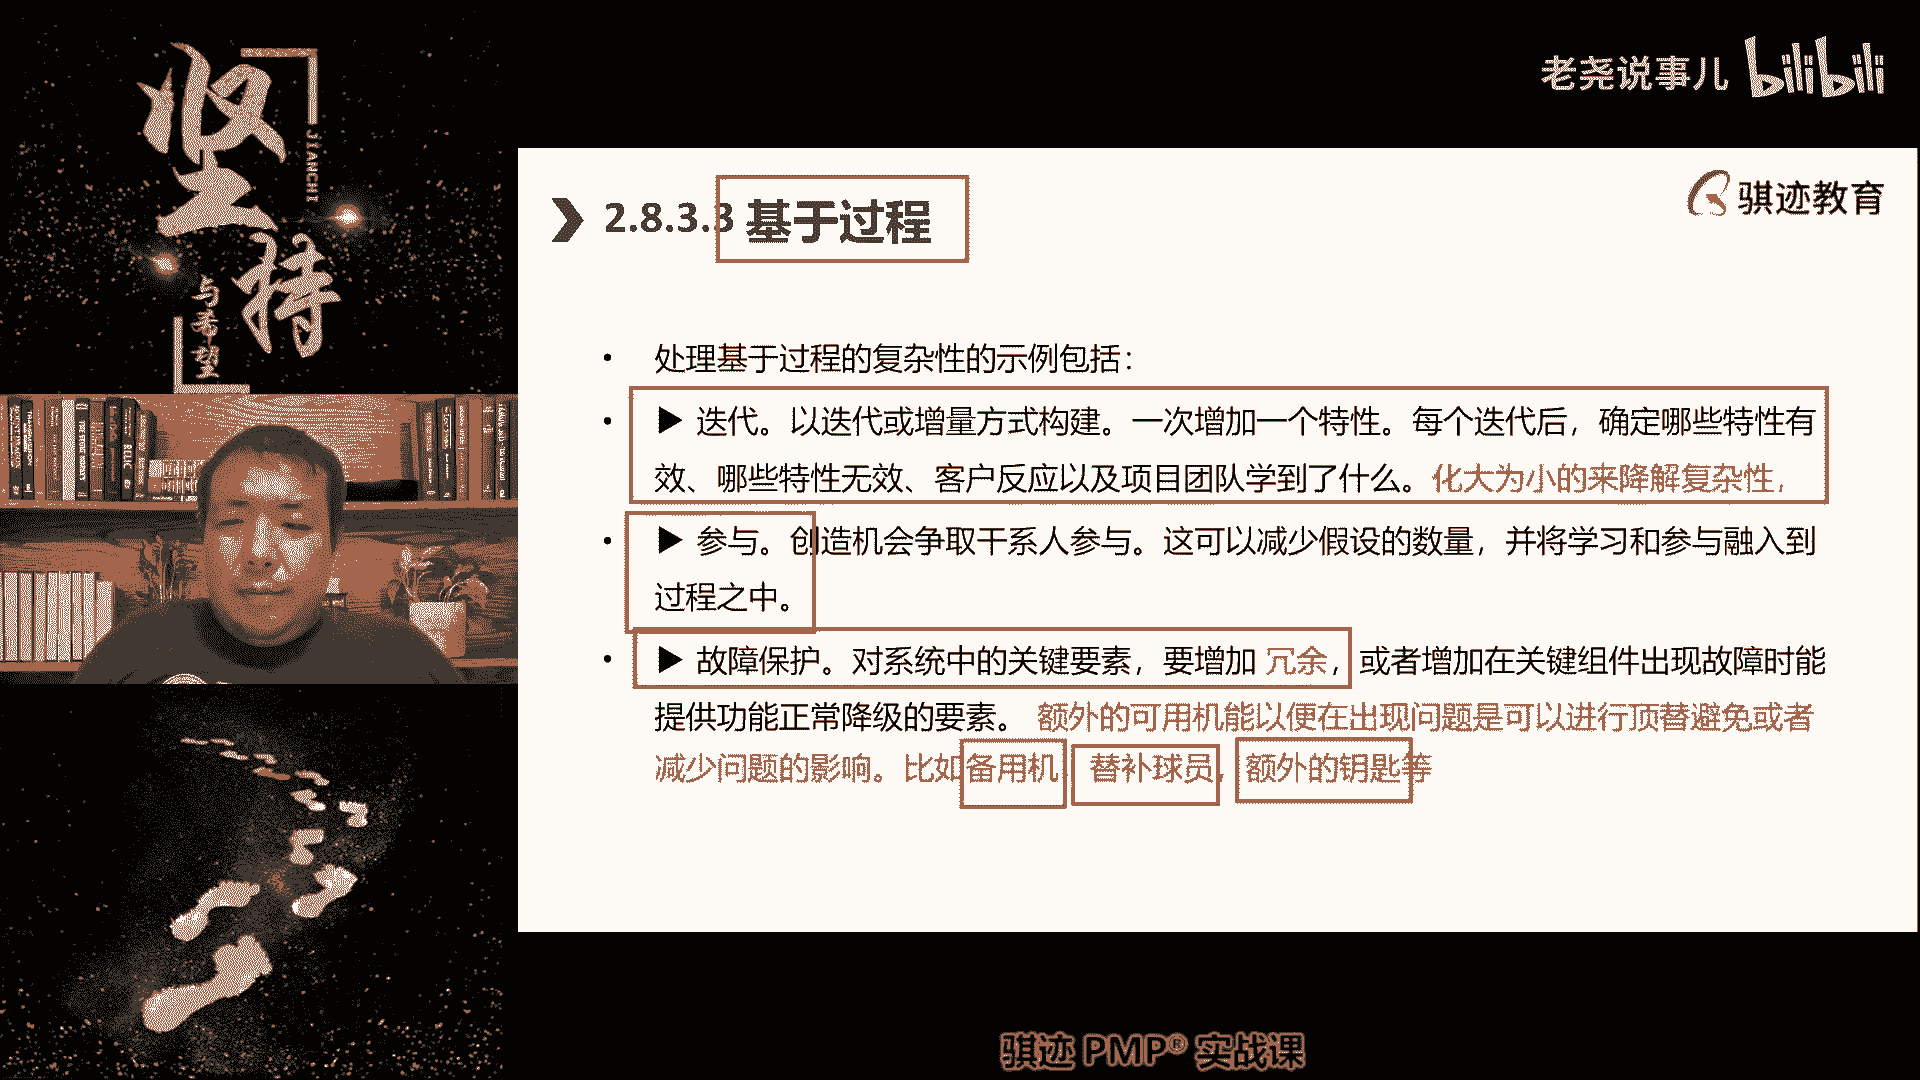 坚持
JIANCHI
与希望
老尧说事儿 bilibili
骐迹教育
2.8.3.3 基于过程
• 处理基于过程的复杂性的示例包括：
• ▶ 迭代。以迭代或增量方式构建。一次增加一个特性。每个迭代后，确定哪些特性有
效、哪些特性无效、客户反应以及项目团队学到了什么。化大为小的来降解复杂性，
• ▶ 参与。创造机会争取干系人参与。这可以减少假设的数量，并将学习和参与融入到
过程之中。
• ▶ 故障保护。对系统中的关键要素，要增加 冗余，或者增加在关键组件出现故障时能
提供功能正常降级的要素。 额外的可用机能以便在出现问题是可以进行顶替避免或者
减少问题的影响。比如备用机，替补球员，额外的钥匙等
骐迹 PMP® 实战课